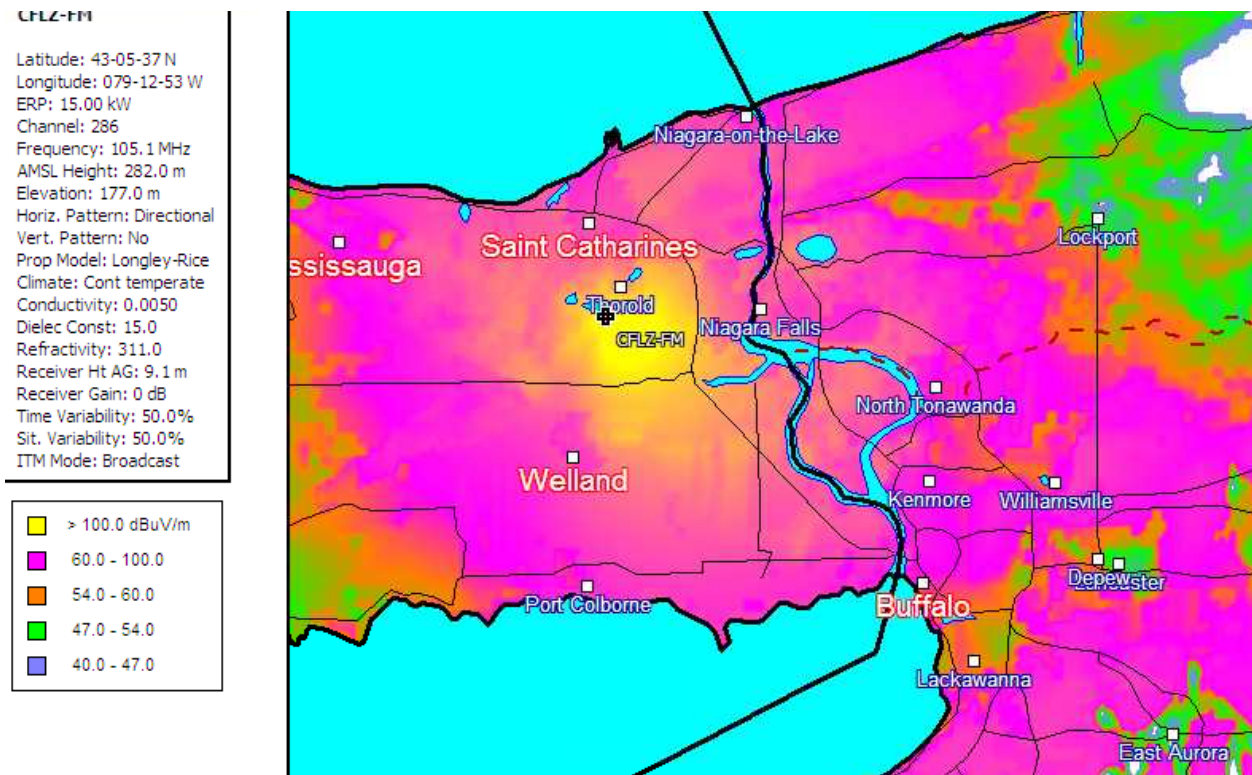 CFLZ-FM
Latitude: 43-05-37 N
Longitude: 079-12-53 W
ERP: 15.00 kW
Channel: 286
Frequency: 105.1 MHz
AMSL Height: 282.0 m
Elevation: 177.0 m
Horiz. Pattern: Directional
Vert. Pattern: No
Prop Model: Longley-Rice
Climate: Cont temperate
Conductivity: 0.0050
Dielec Const: 15.0
Refractivity: 311.0
Receiver Ht AG: 9.1 m
Receiver Gain: 0 dB
Time Variability: 50.0%
Sit. Variability: 50.0%
ITM Mode: Broadcast
> 100.0 dBuV/m
60.0 - 100.0
54.0 - 60.0
47.0 - 54.0
40.0 - 47.0
Niagara-on-the-Lake
Lockport
Saint Catharines
ssissauga
Thorold
Niagara Falls
CFLZ-FM
North Tonawanda
Welland
Kenmore
Williamsville
Depew
Lancaster
Port Colborne
Buffalo
Lackawanna
East Aurora